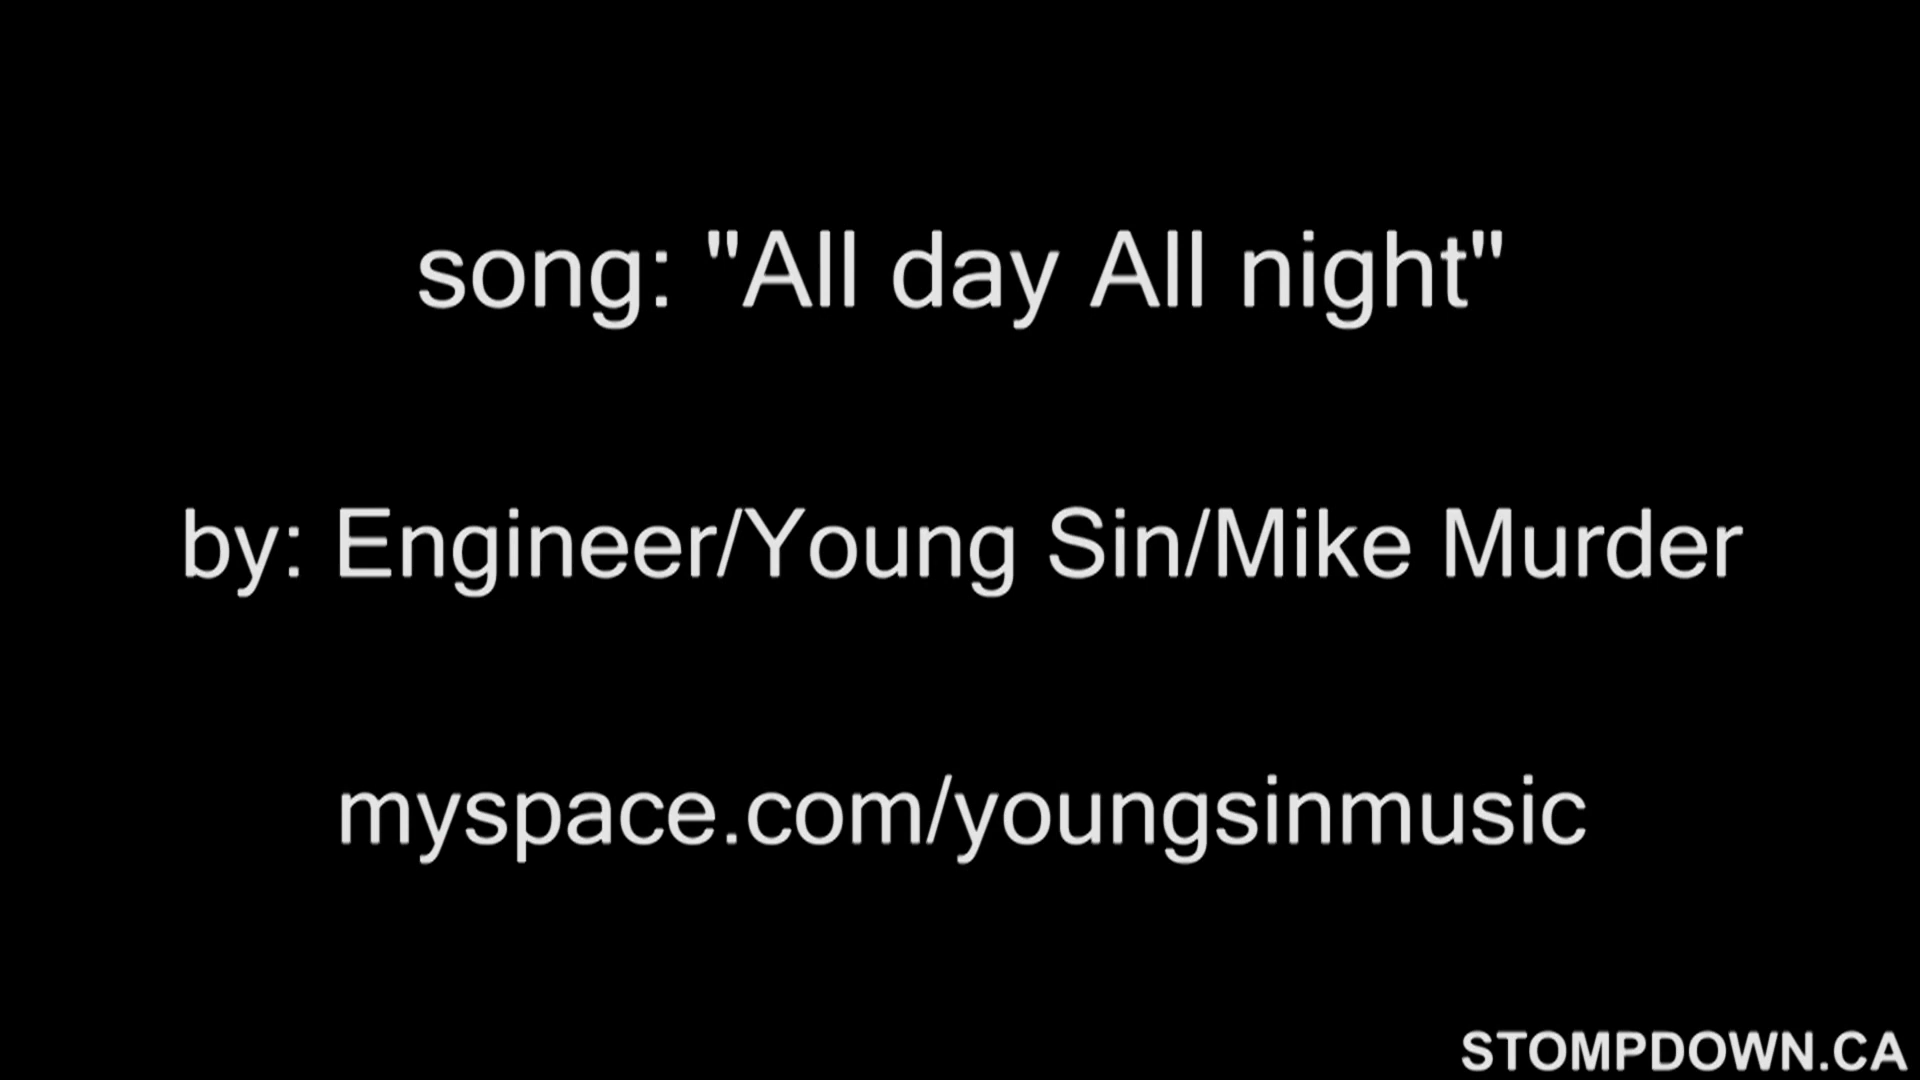 song: "All day All night"
by: Engineer/Young Sin/Mike Murder
myspace.com/youngsinmusic
STOMPDOWN.CA